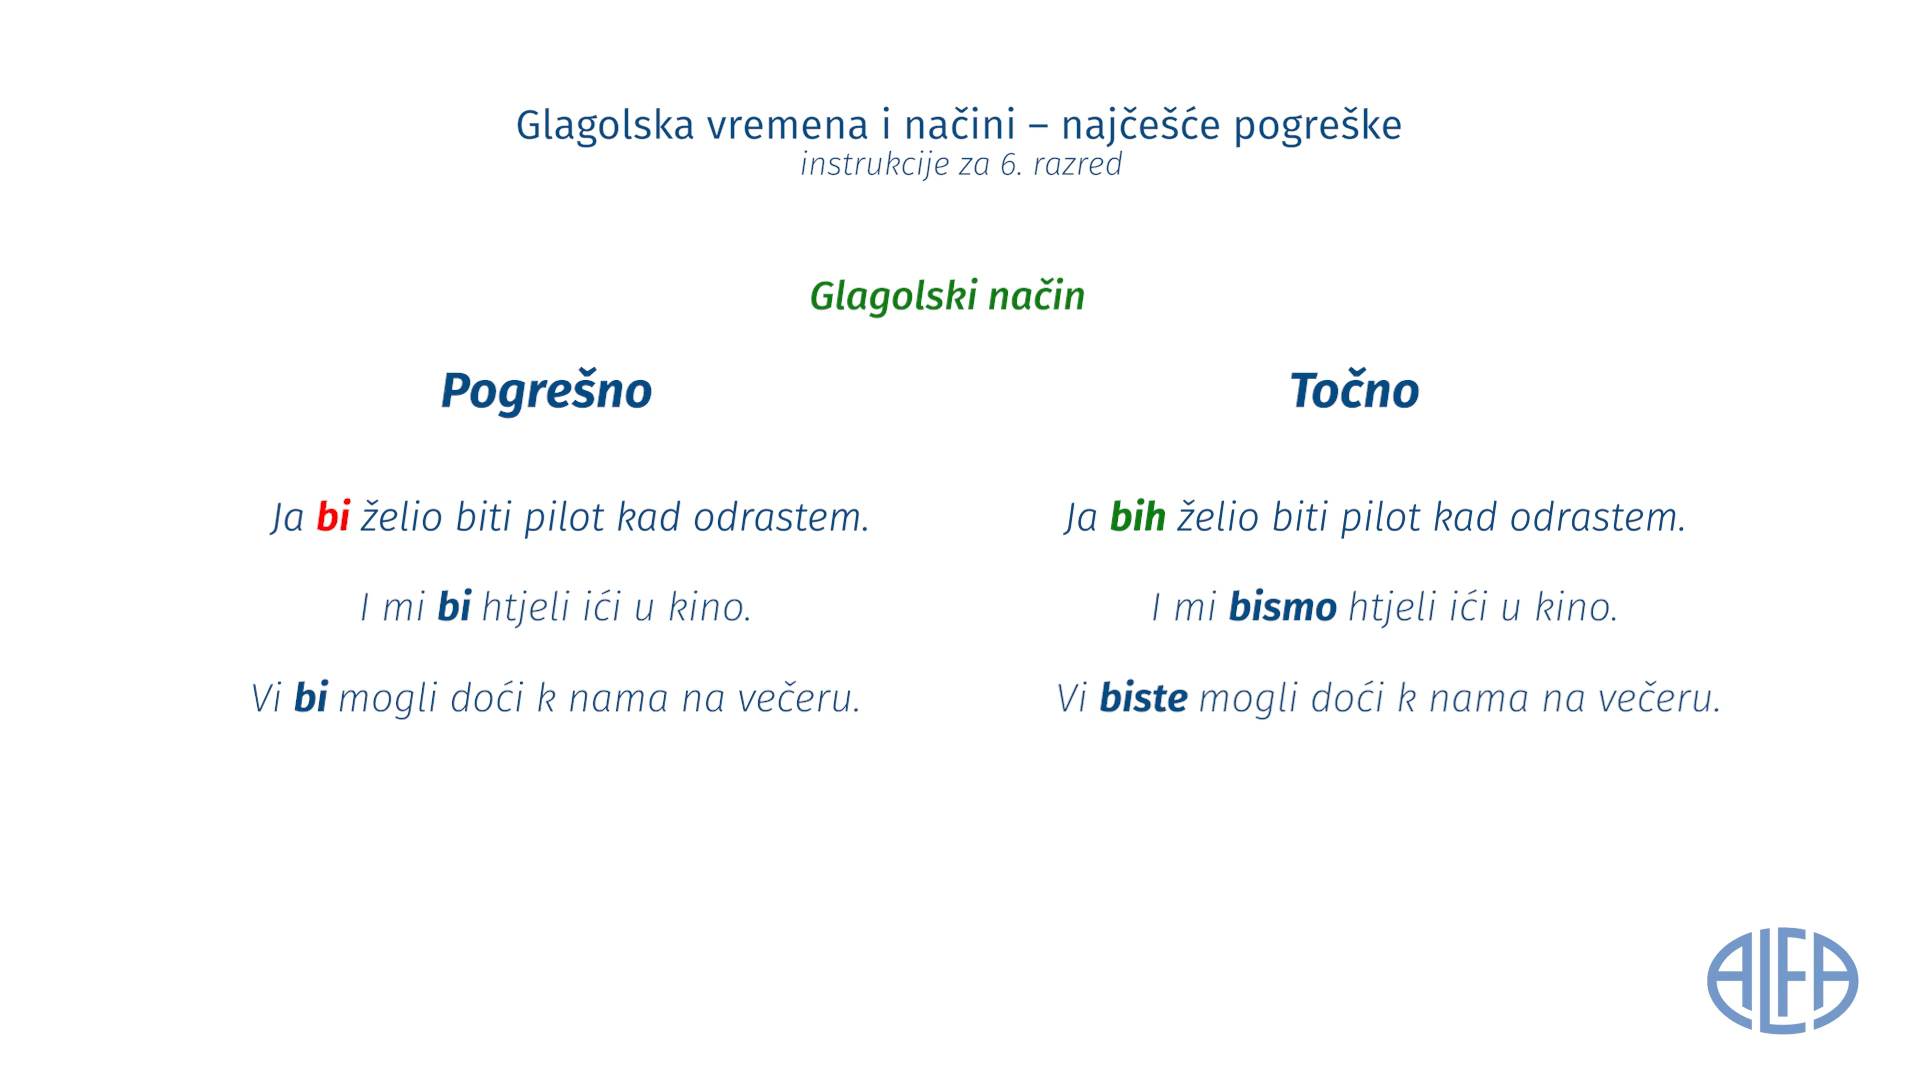 Glagolska vremena i načini – najčešće pogreške
instrukcije za 6. razred
Glagolski način
Pogrešno
Točno
Ja bi želio biti pilot kad odrastem.
Ja bih želio biti pilot kad odrastem.
I mi bi htjeli ići u kino.
I mi bismo htjeli ići u kino.
Vi bi mogli doći k nama na večeru.
Vi biste mogli doći k nama na večeru.
ALFA